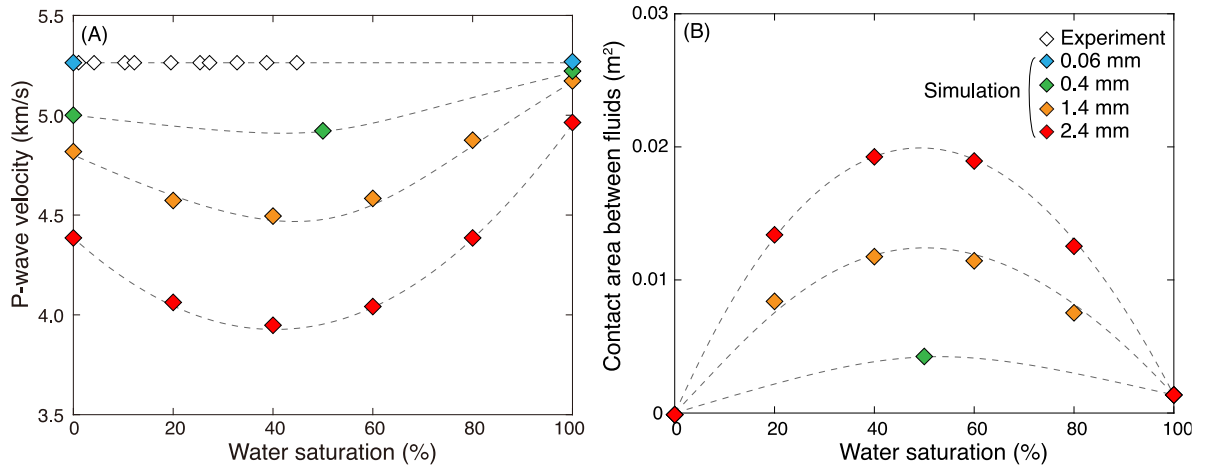 (A)
P-wave velocity (km/s)
5.5
5.0
4.5
4.0
3.5
0 20 40 60 80 100
Water saturation (%)
(B)
Contact area between fluids (m²)
0.03
0.02
0.01
0
0 20 40 60 80 100
Water saturation (%)
Experiment
Simulation
0.06 mm
0.4 mm
1.4 mm
2.4 mm